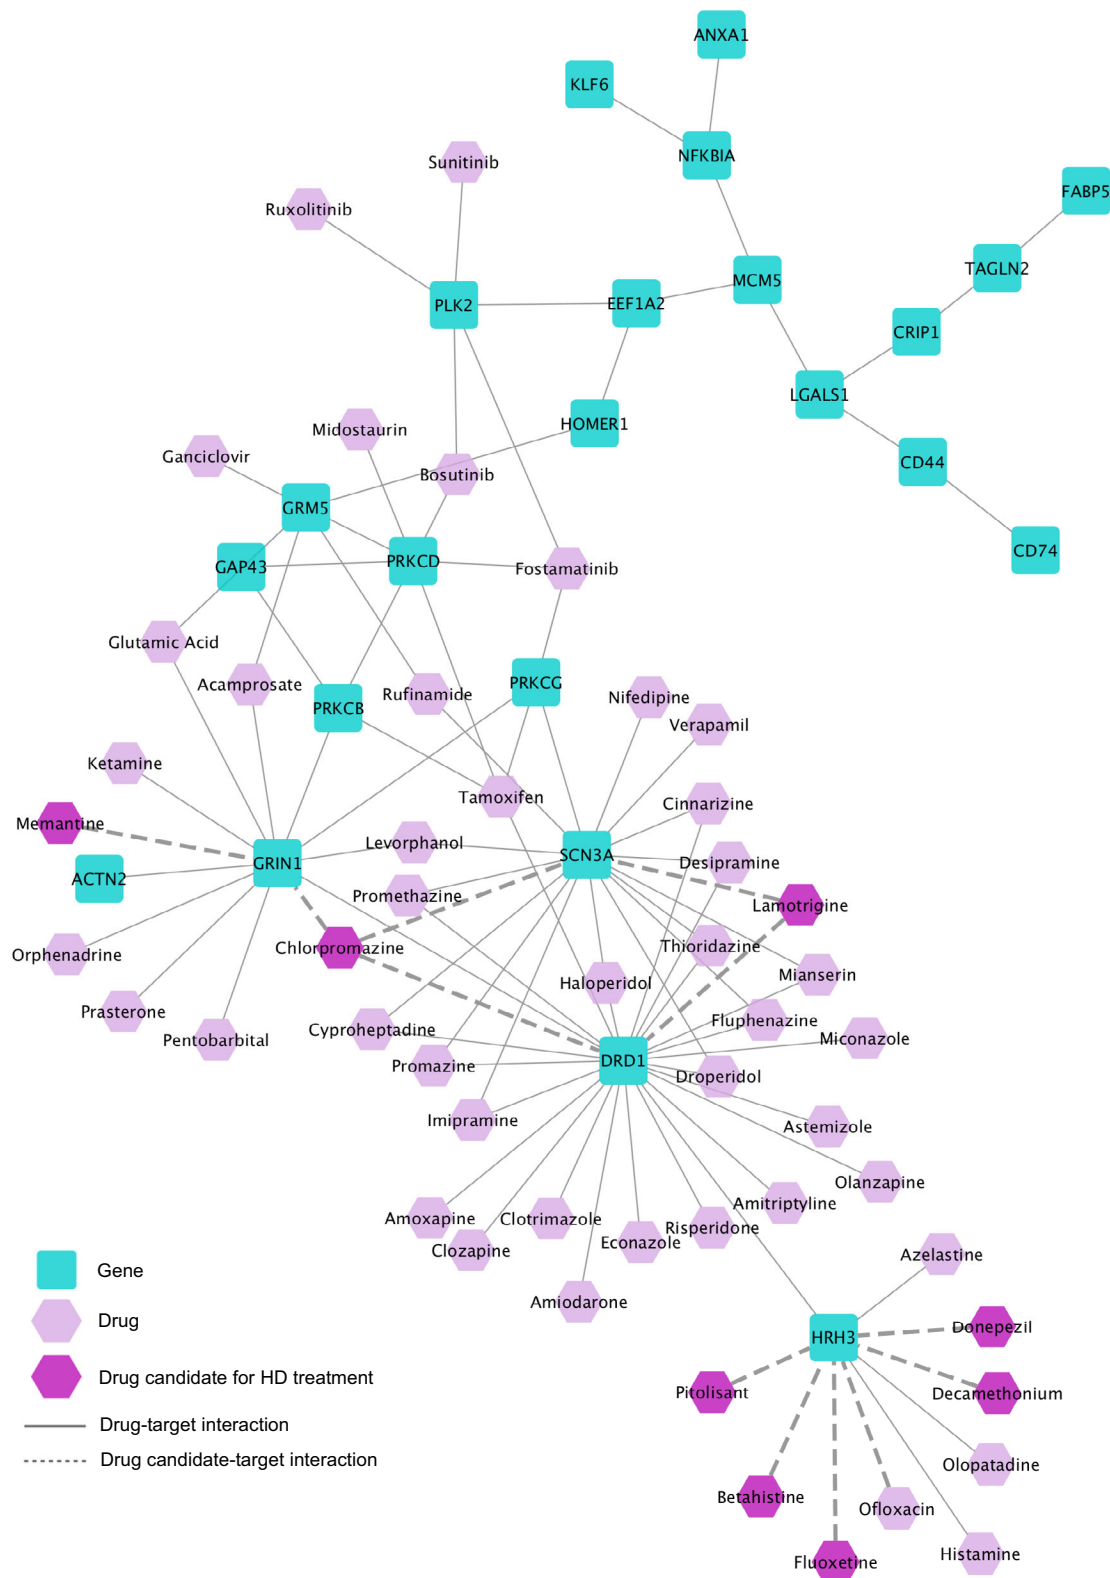 ANXA1
KLF6
NFKBIA
Sunitinib
FABP5
Ruxolitinib
TAGLN2
MCM5
EEF1A2
PLK2
CRIP1
LGALS1
HOMER1
Midostaurin
Ganciclovir
CD44
Bosutinib
GRM5
CD74
PRKCD
GAP43
Fostamatinib
Glutamic Acid
Acamprosate
PRKCG
Rufinamide
Nifedipine
PRKCB
Verapamil
Ketamine
Tamoxifen
Cinnarizine
Memantine
Levorphanol
SCN3A
GRIN1
Desipramine
ACTN2
Promethazine
Lamotrigine
Chlorpromazine
Thioridazine
Orphenadrine
Haloperidol
Mianserin
Prasterone
Fluphenazine
Cyproheptadine
Pentobarbital
Miconazole
DRD1
Promazine
Droperidol
Imipramine
Astemizole
Olanzapine
Amitriptyline
Amoxapine
Clotrimazole
Risperidone
Econazole
Clozapine
Azelastine
Gene
Amiodarone
Drug
Donepezil
HRH3
Drug candidate for HD treatment
Pitolisant
Decamethonium
Drug-target interaction
Drug candidate-target interaction
Olopatadine
Betahistine
Ofloxacin
Histamine
Fluoxetine